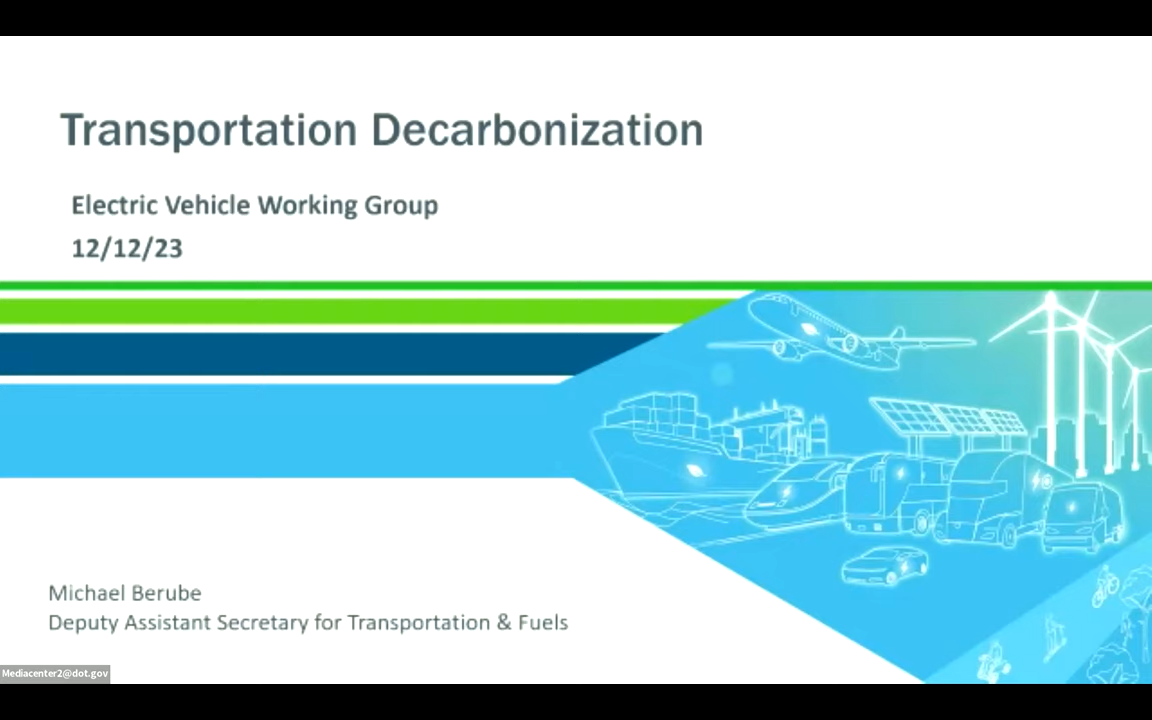 Transportation Decarbonization
Electric Vehicle Working Group
12/12/23
Michael Berube
Deputy Assistant Secretary for Transportation & Fuels
Mediacenter2@dot.gov